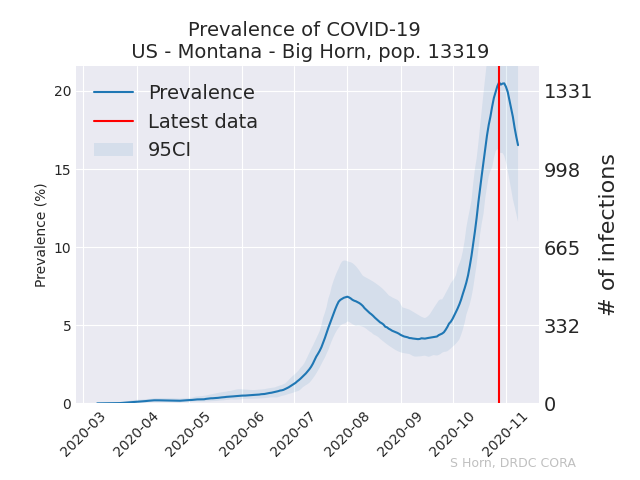 Prevalence of COVID-19
US - Montana - Big Horn, pop. 13319
Prevalence
Latest data
95CI
Prevalence (%)
20
15
10
5
0
1331
998
665
332
0
# of infections
2020-03
2020-04
2020-05
2020-06
2020-07
2020-08
2020-09
2020-10
2020-11
S Horn, DRDC CORA